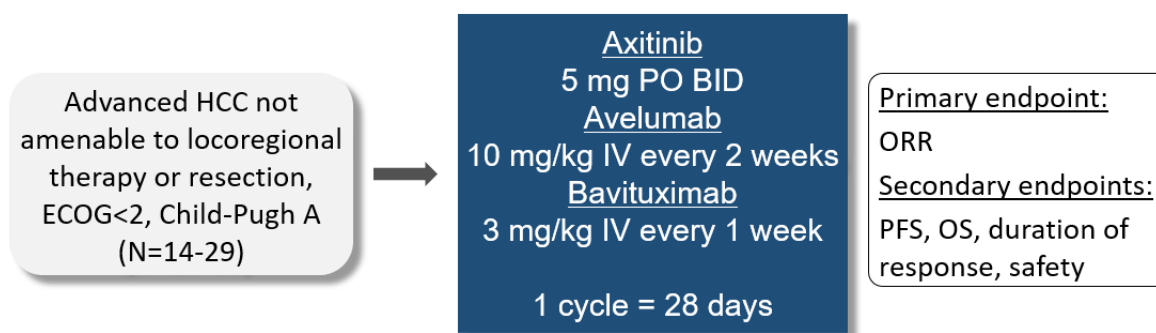 Advanced HCC not
amenable to locoregional
therapy or resection,
ECOG<2, Child-Pugh A
(N=14-29)
Axitinib
5 mg PO BID
Avelumab
10 mg/kg IV every 2 weeks
Bavituximab
3 mg/kg IV every 1 week
1 cycle = 28 days
Primary endpoint:
ORR
Secondary endpoints:
PFS, OS, duration of
response, safety